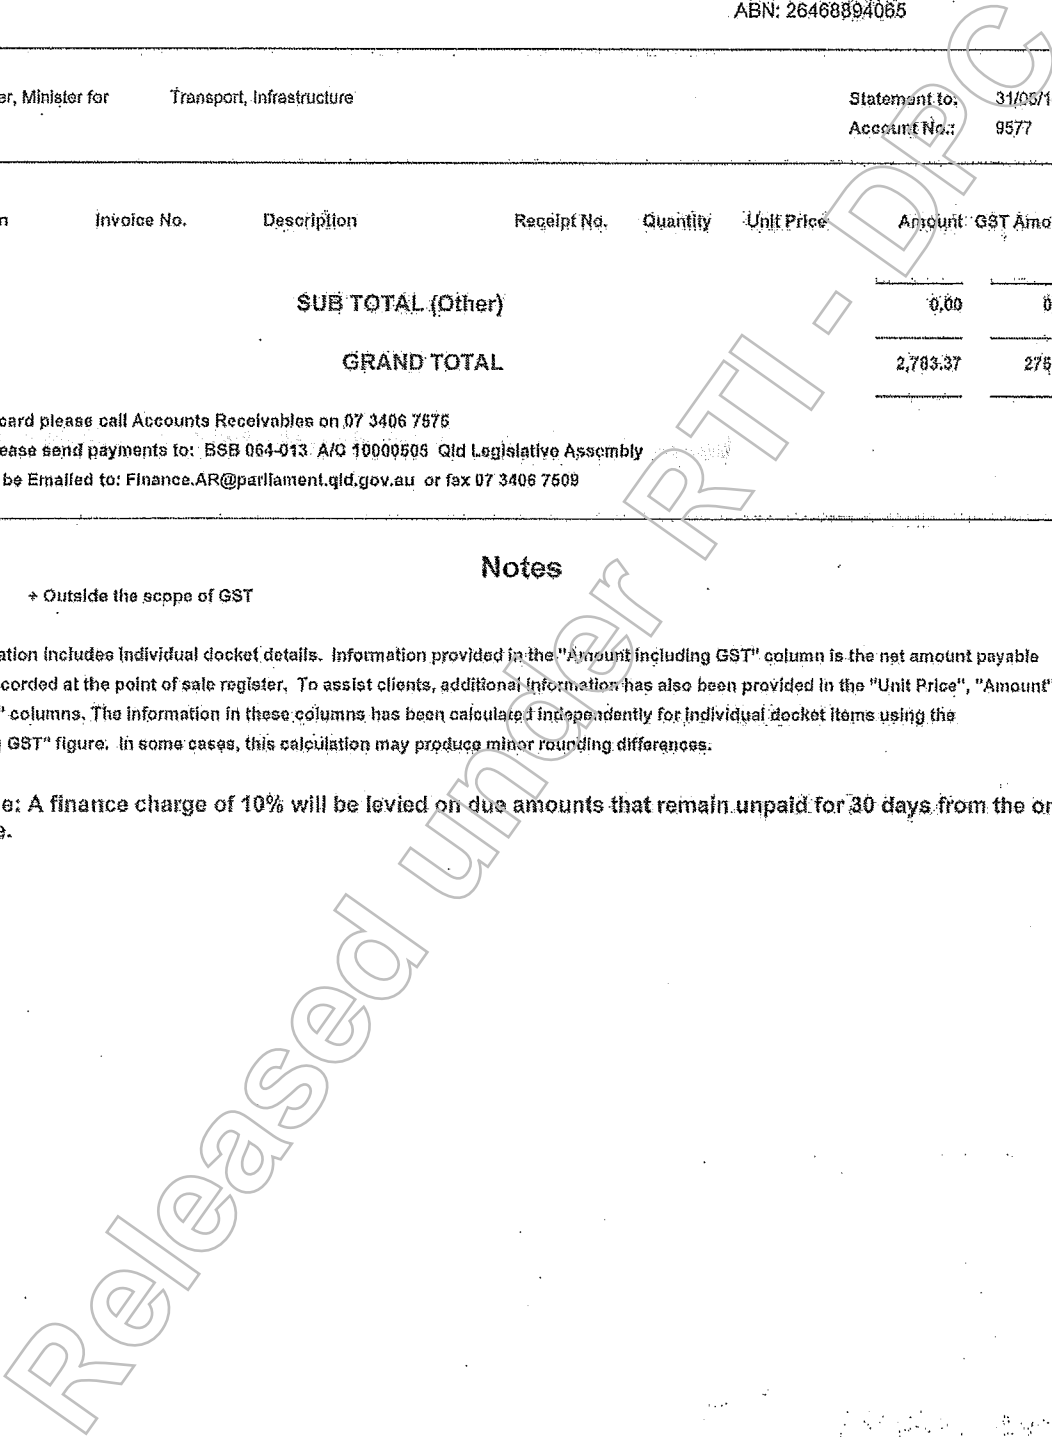 ABN: 26468894065
er, Minister for Transport, Infrastructure Statement to: 31/05/1
Account No.: 9577
n Invoice No. Description Receipt No. Quantity Unit Price Amount GST Amo
SUB TOTAL (Other) 0.00 0
GRAND TOTAL 275
card please call Accounts Receivables on 07 3406 7575
ease send payments to: BSB 064-013 A/C 10000505 Qld Legislative Assembly
be Emailed to: Finance.AR@parliament.qld.gov.au or fax 07 3406 7509
Notes
+ Outside the scope of GST
ation includes individual docket details. Information provided in the "Amount including GST" column is the net amount payable
corded at the point of sale register. To assist clients, additional information has also been provided in the "Unit Price", "Amount"
" columns. The information in these columns has been calculated independently for individual docket items using the
GST" figure. In some cases, this calculation may produce minor rounding differences.
e: A finance charge of 10% will be levied on due amounts that remain unpaid for 30 days from the or
e.
Released under RTI - DPC